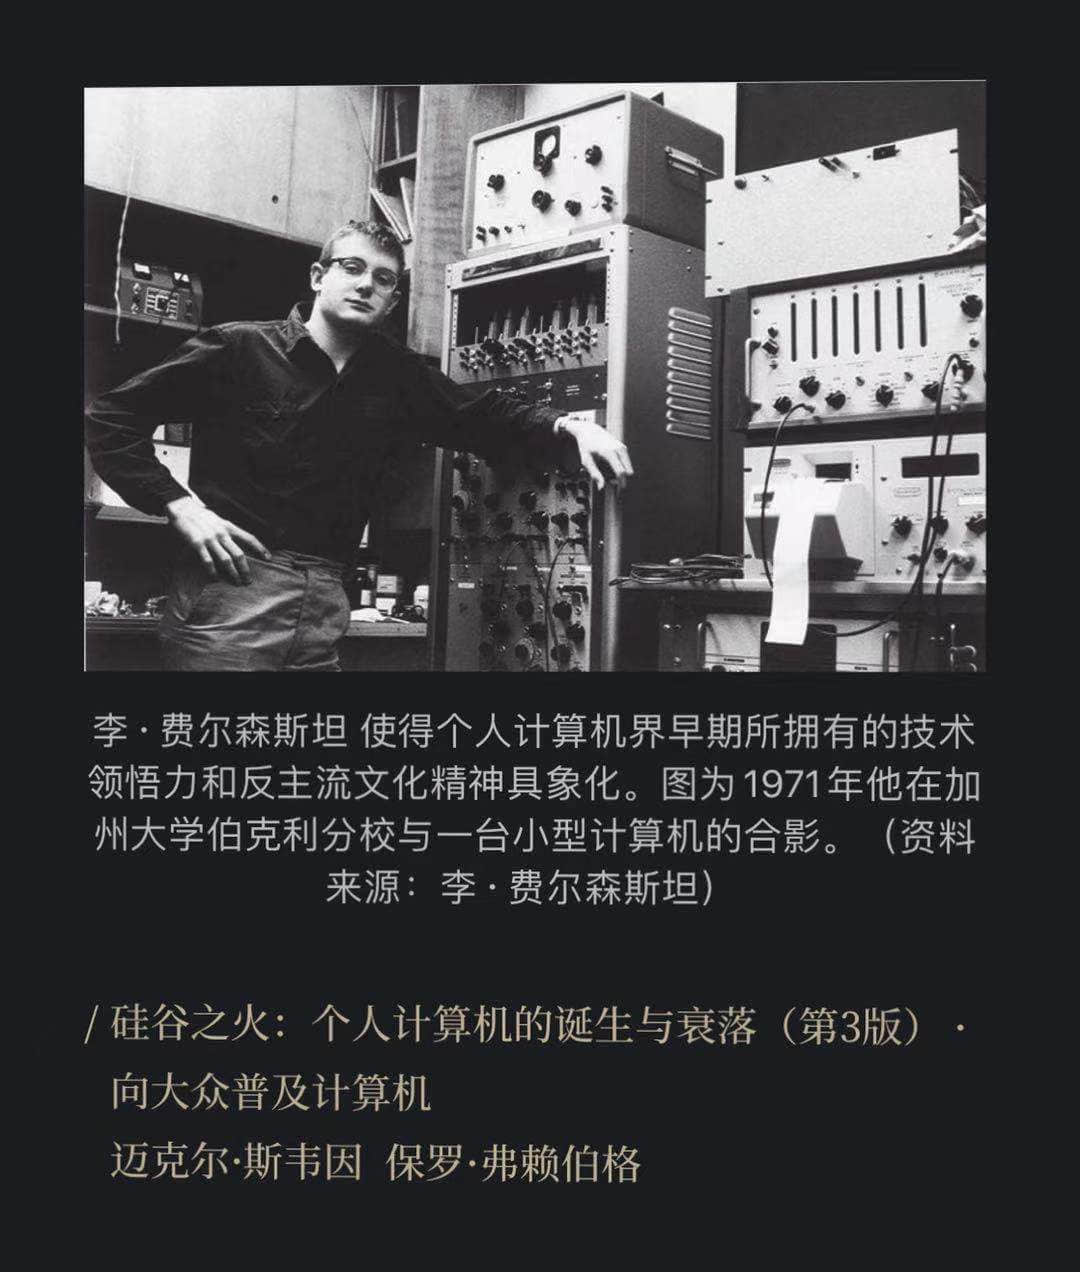 李·费尔森斯坦 使得个人计算机界早期所拥有的技术
领悟力和反主流文化精神具象化。图为1971年他在加
州大学伯克利分校与一台小型计算机的合影。（资料
来源：李·费尔森斯坦）
/ 硅谷之火：个人计算机的诞生与衰落（第3版）·
向大众普及计算机
迈克尔·斯韦因 保罗·弗赖伯格